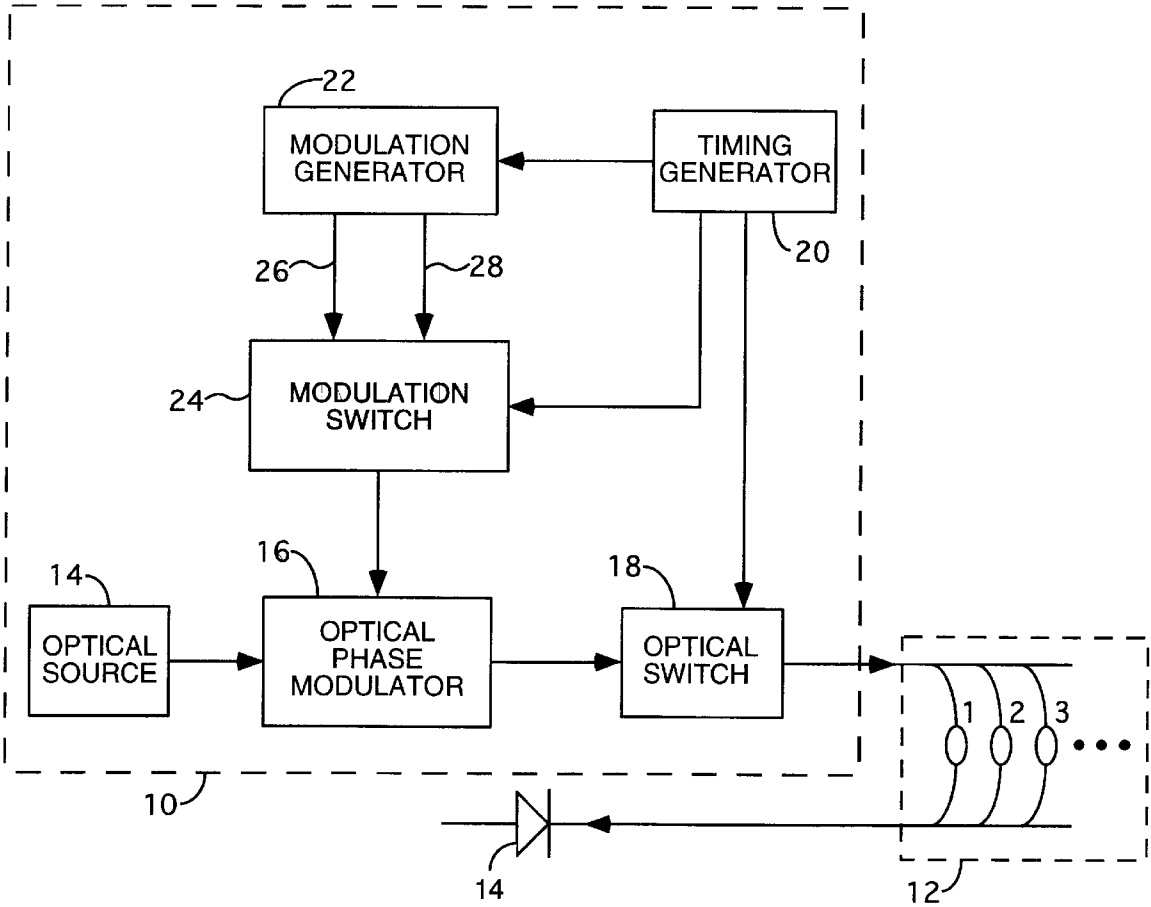 22
MODULATION
GENERATOR
TIMING
GENERATOR
20
26
28
24
MODULATION
SWITCH
14
OPTICAL
SOURCE
16
OPTICAL
PHASE
MODULATOR
18
OPTICAL
SWITCH
1 2 3
10
14
12